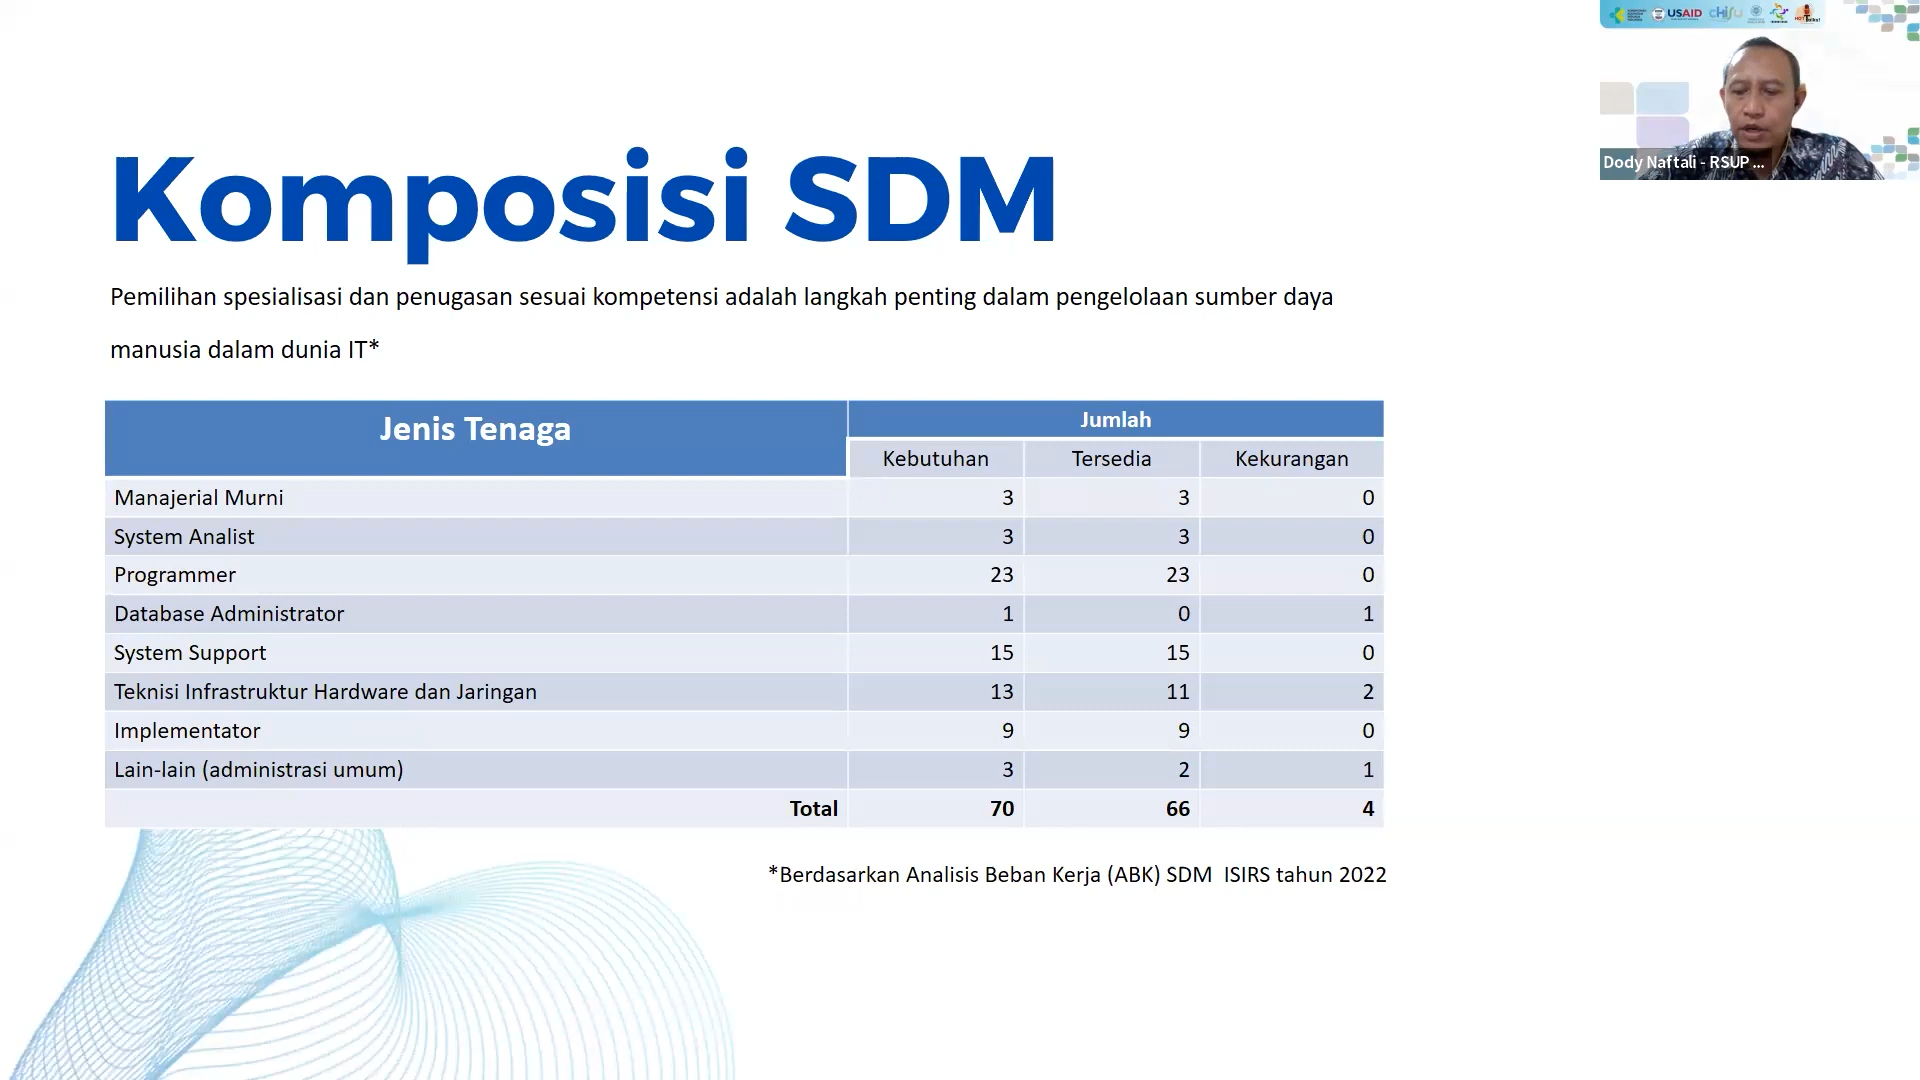 USAID
CHISU
Dody Naftali - RSUP ...
Komposisi SDM
Pemilihan spesialisasi dan penugasan sesuai kompetensi adalah langkah penting dalam pengelolaan sumber daya
manusia dalam dunia IT*
Jenis Tenaga Jumlah
Kebutuhan Tersedia Kekurangan
Manajerial Murni 3 3 0
System Analist 3 3 0
Programmer 23 23 0
Database Administrator 1 0 1
System Support 15 15 0
Teknisi Infrastruktur Hardware dan Jaringan 13 11 2
Implementator 9 9 0
Lain-lain (administrasi umum) 3 2 1
Total 70 66 4
*Berdasarkan Analisis Beban Kerja (ABK) SDM ISIRS tahun 2022